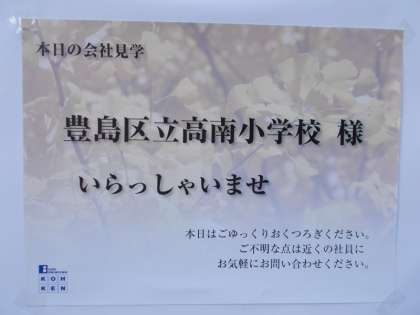 本日の会社見学
豊島区立高南小学校 様
いらっしゃいませ
本日はごゆっくりおくつろぎください。
ご不明な点は近くの社員に
お気軽にお問い合わせください。
KOH
KEN